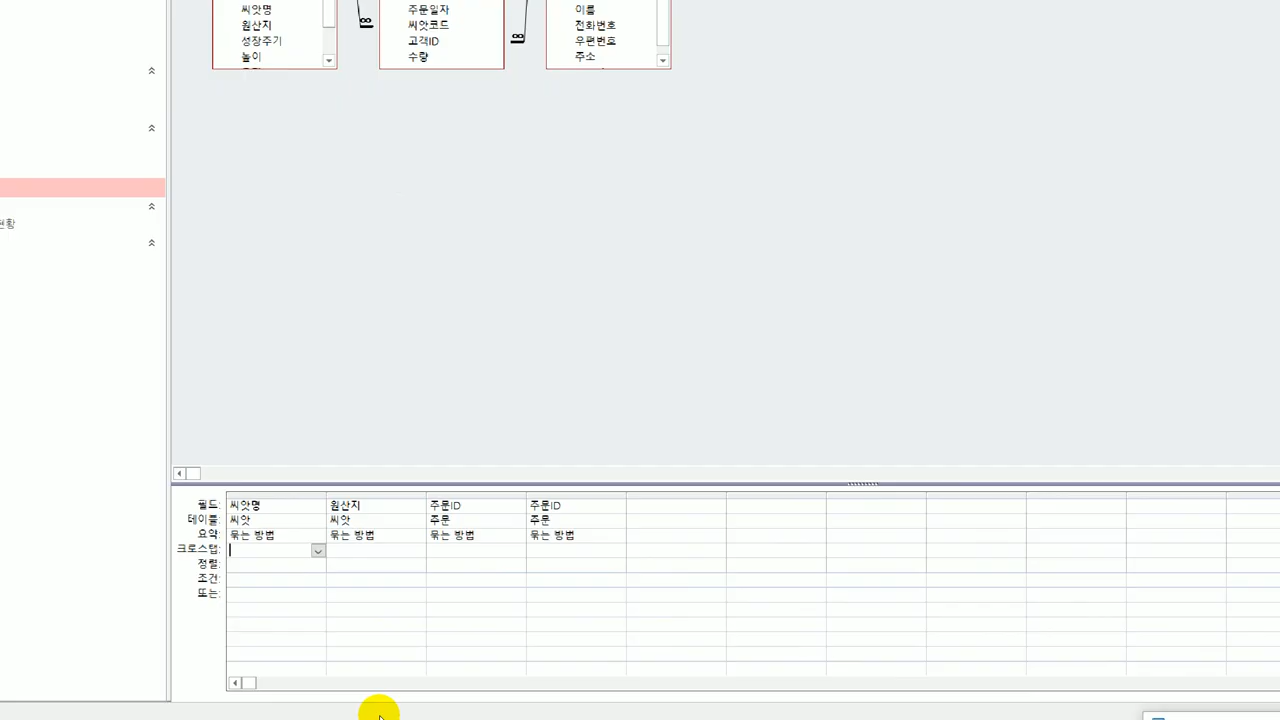 씨앗명
원산지
성장주기
높이
주문일자
씨앗코드
고객ID
수량
이름
전화번호
우편번호
주소
현황
필드: 씨앗명 원산지 주문ID 주문ID
테이블: 씨앗 씨앗 주문 주문
요약: 묶는 방법 묶는 방법 묶는 방법 묶는 방법
크로스탭:
정렬:
조건:
또는: